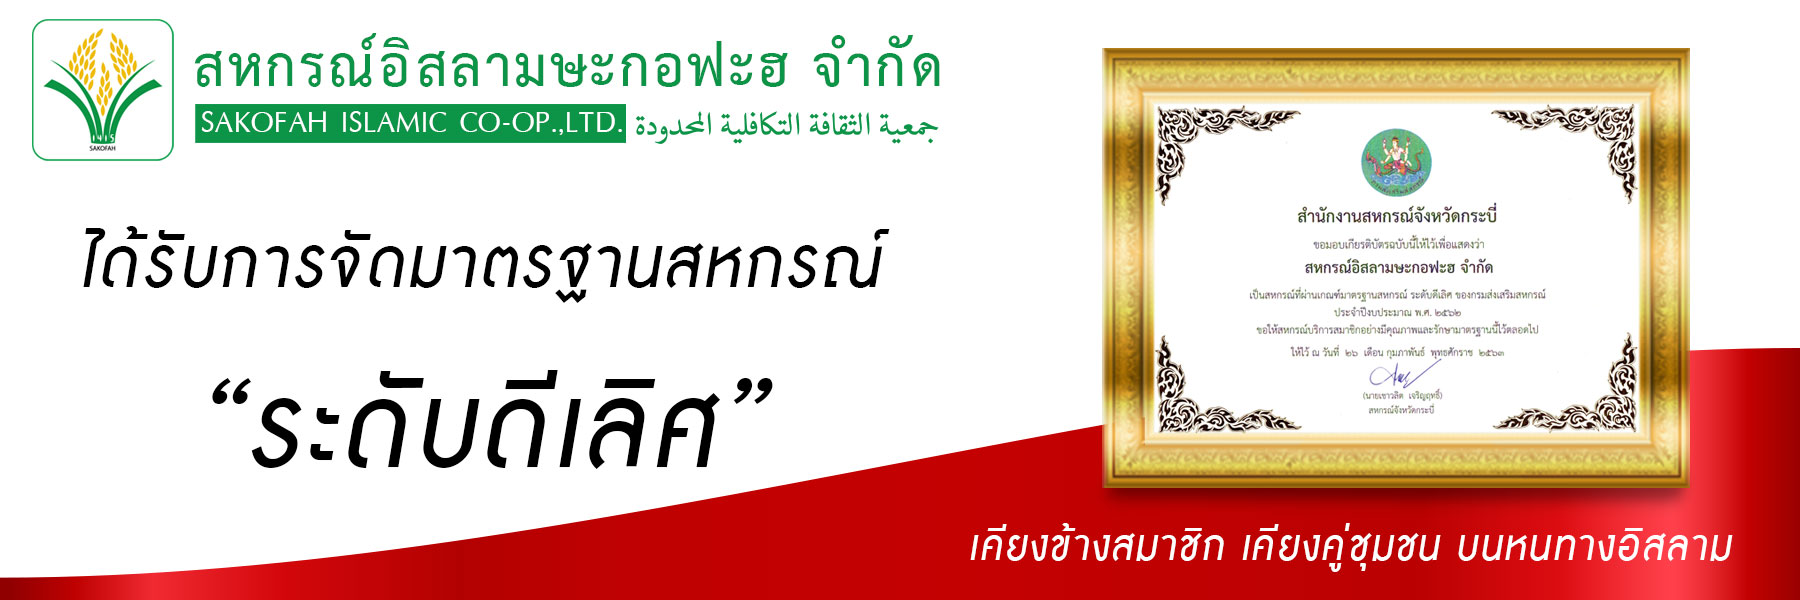 สหกรณ์อิสลามษะกอฟะฮ จำกัด
SAKOFAH ISLAMIC CO-OP.,LTD. جمعية الثقافة التكافلية المحدودة
1415
SAKOFAH
ได้รับการจัดมาตรฐานสหกรณ์
“ระดับดีเลิศ”
สำนักงานสหกรณ์จังหวัดกระบี่
ขอมอบเกียรติบัตรฉบับนี้ให้ไว้เพื่อแสดงว่า
สหกรณ์อิสลามษะกอฟะฮ จำกัด
เป็นสหกรณ์ที่ผ่านเกณฑ์มาตรฐานสหกรณ์ ระดับดีเลิศ ของกรมส่งเสริมสหกรณ์
ประจำปีงบประมาณ พ.ศ. ๒๕๖๒
ขอให้สหกรณ์บริการสมาชิกอย่างมีคุณภาพและรักษามาตรฐานนี้ไว้ตลอดไป
ให้ไว้ ณ วันที่ ๒๖ เดือน กุมภาพันธ์ พุทธศักราช ๒๕๖๓
(นายเชาวลิต เจริญฤทธิ์)
สหกรณ์จังหวัดกระบี่
เคียงข้างสมาชิก เคียงคู่ชุมชน บนหนทางอิสลาม